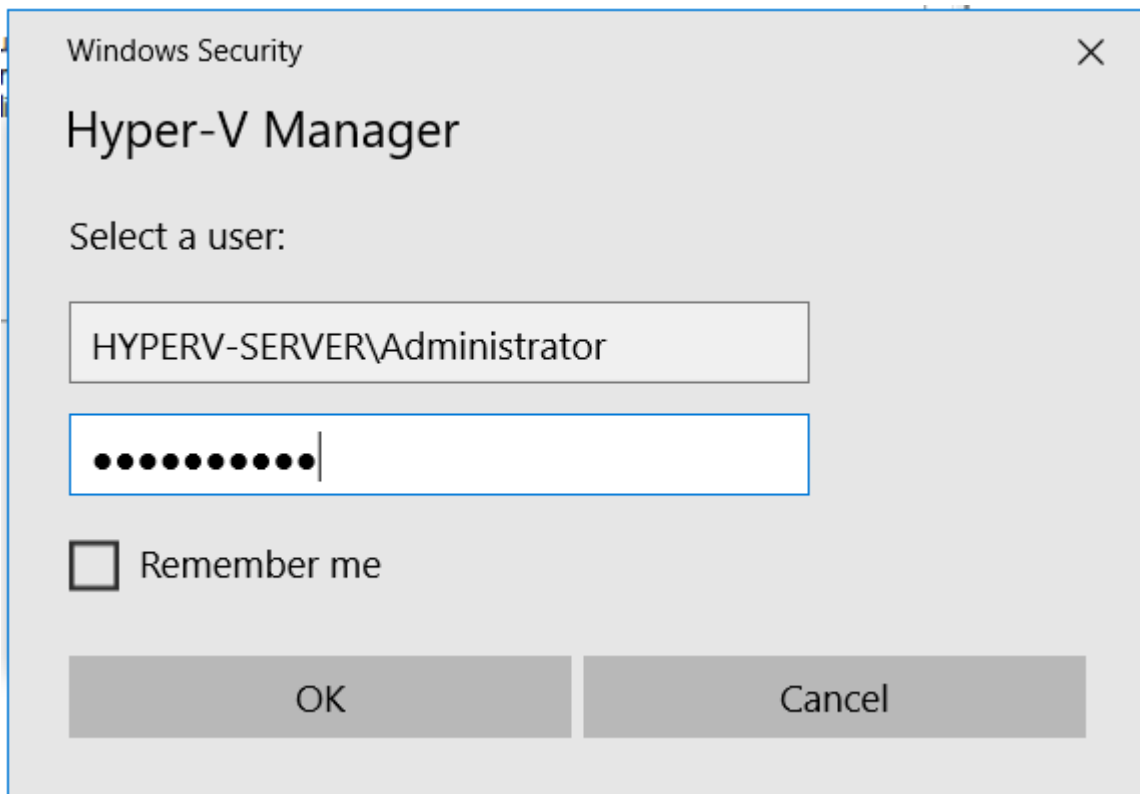 Windows Security
Hyper-V Manager
Select a user:
HYPERV-SERVER\Administrator
●●●●●●●●●●
Remember me
OK
Cancel